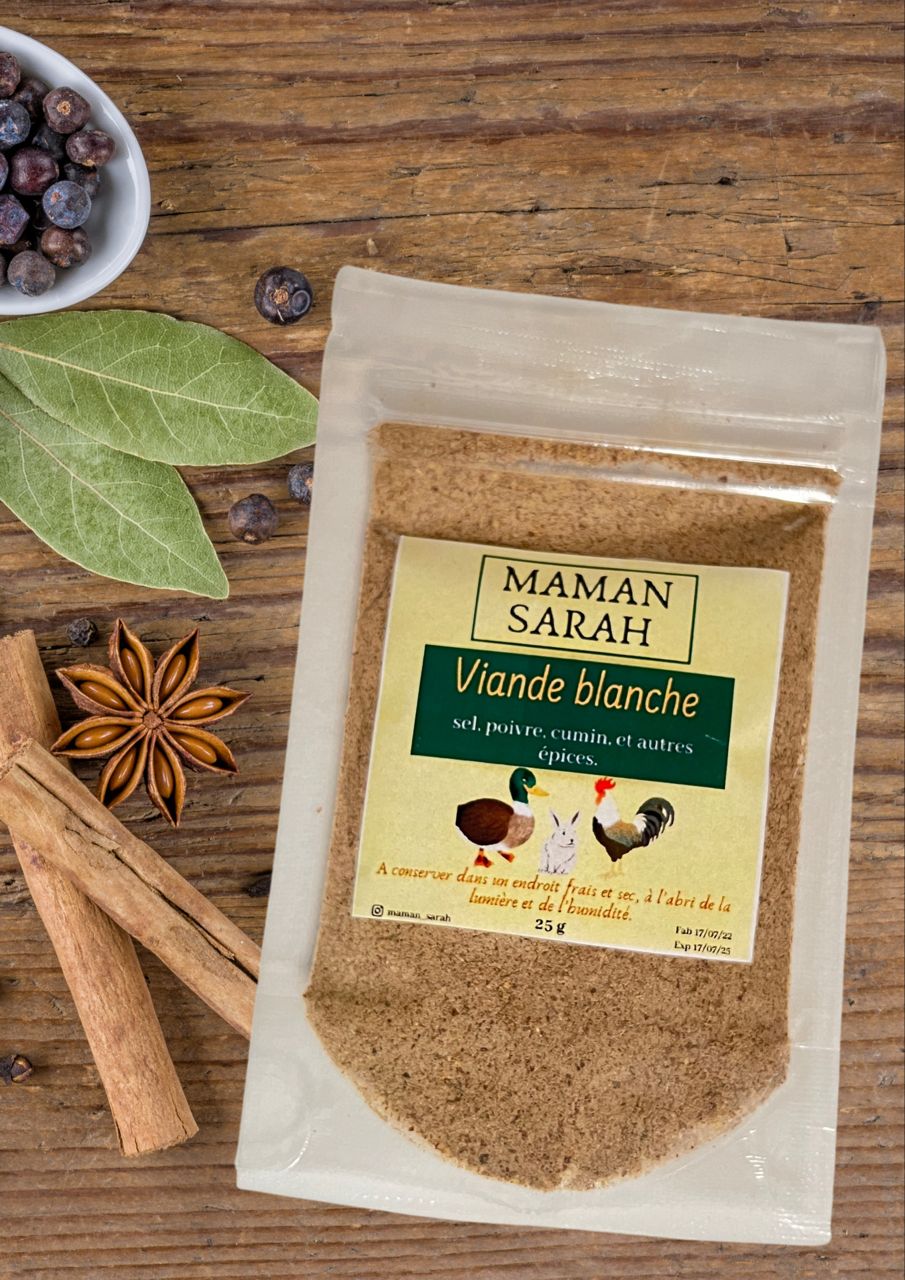 MAMAN
SARAH
Viande blanche
sel, poivre, cumin, et autres
épices.
A conserver dans un endroit frais et sec, à l'abri de la
lumière et de l'humidité.
maman_sarah
25 g
Fab 17/07/22
Exp 17/07/25